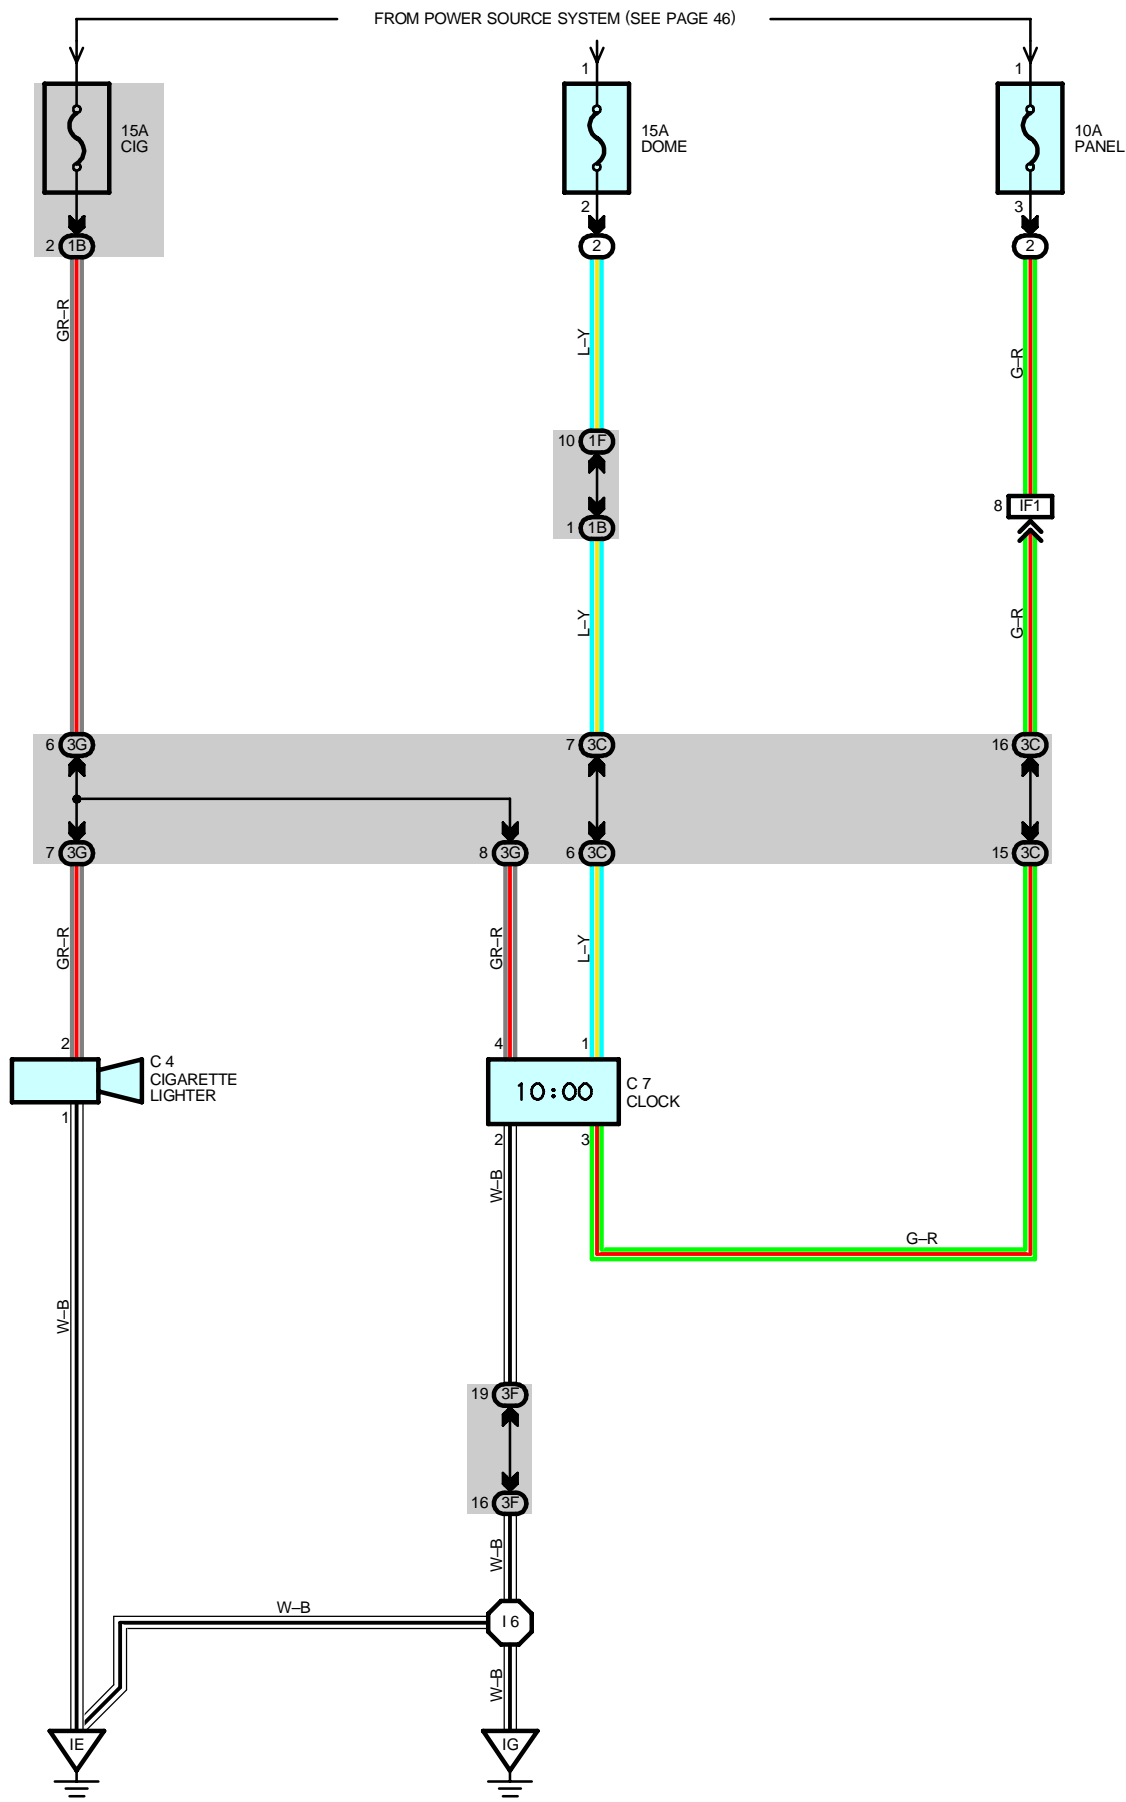 FROM POWER SOURCE SYSTEM (SEE PAGE 46)
1
1
15A
CIG
15A
DOME
10A
PANEL
2
3
2
1B
2
2
GR–R
L–Y
G–R
10
1F
8
IF1
1
1B
L–Y
G–R
6
3G
7
3C
16
3C
7
3G
8
3G
6
3C
15
3C
GR–R
GR–R
L–Y
2
4
1
C 4
CIGARETTE
LIGHTER
10:00
C 7
CLOCK
1
2
3
W–B
G–R
W–B
19
3F
16
3F
W–B
W–B
I 6
W–B
IE
IG